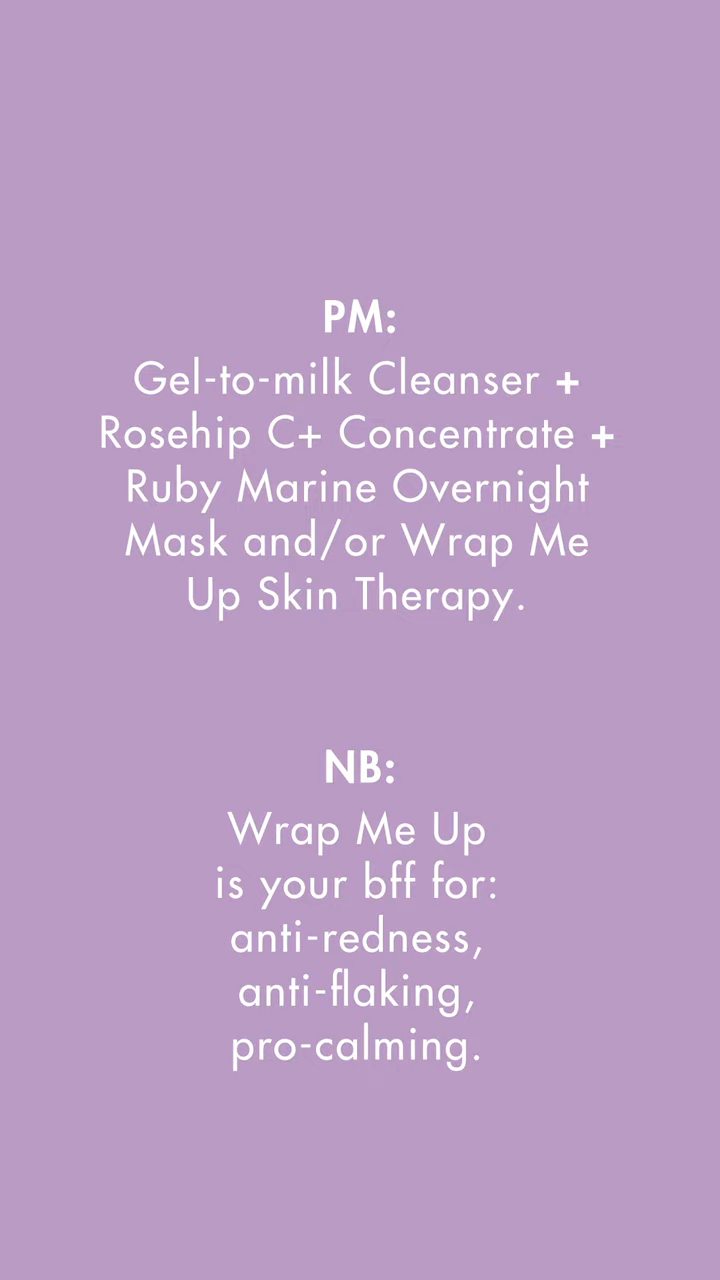 PM:
Gel-to-milk Cleanser +
Rosehip C+ Concentrate +
Ruby Marine Overnight
Mask and/or Wrap Me
Up Skin Therapy.
NB:
Wrap Me Up
is your bff for:
anti-redness,
anti-flaking,
pro-calming.